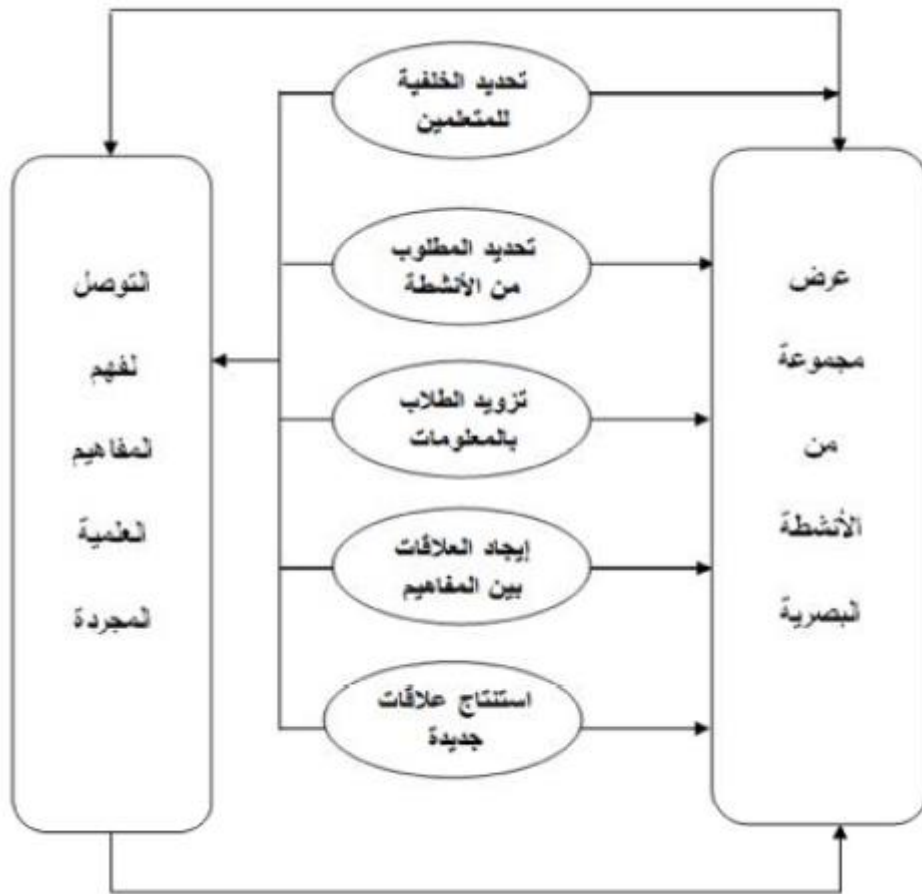 عرض
مجموعة
من
الأنشطة
البصرية
تحديد الخلفية
للمتعلمين
تحديد المطلوب
من الأنشطة
تزويد الطلاب
بالمعلومات
إيجاد العلاقات
بين المفاهيم
استنتاج علاقات
جديدة
التوصل
لفهم
المفاهيم
العلمية
المجردة